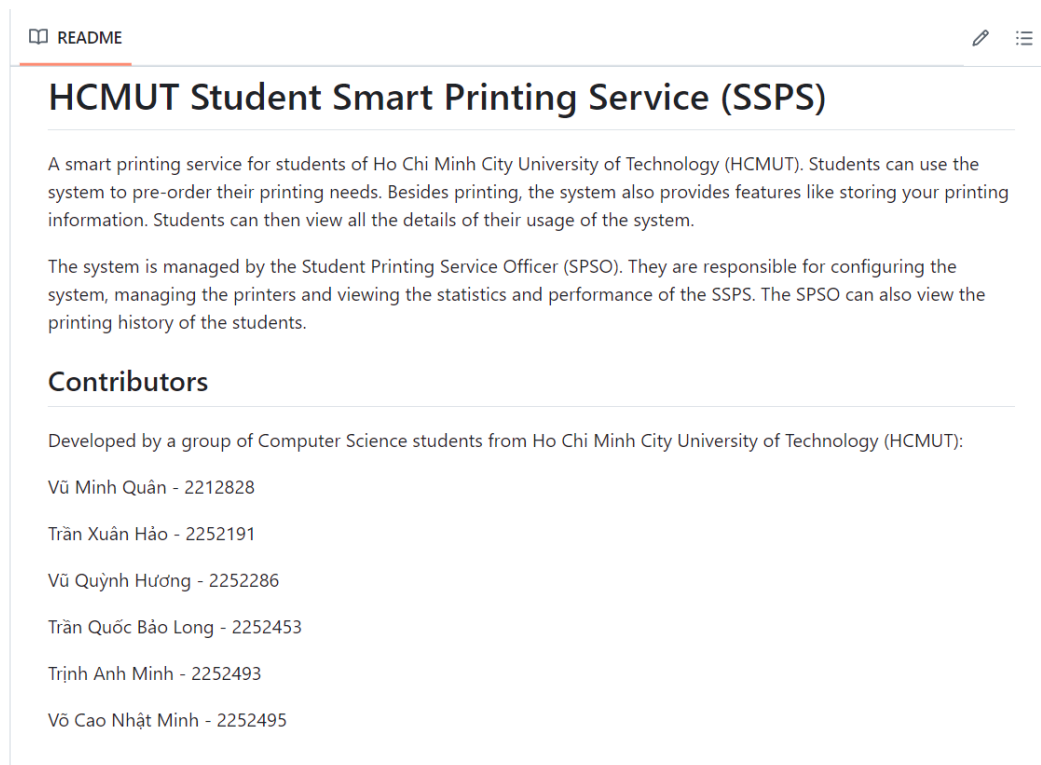 README
HCMUT Student Smart Printing Service (SSPS)
A smart printing service for students of Ho Chi Minh City University of Technology (HCMUT). Students can use the
system to pre-order their printing needs. Besides printing, the system also provides features like storing your printing
information. Students can then view all the details of their usage of the system.
The system is managed by the Student Printing Service Officer (SPSO). They are responsible for configuring the
system, managing the printers and viewing the statistics and performance of the SSPS. The SPSO can also view the
printing history of the students.
Contributors
Developed by a group of Computer Science students from Ho Chi Minh City University of Technology (HCMUT):
Vũ Minh Quân - 2212828
Trần Xuân Hảo - 2252191
Vũ Quỳnh Hương - 2252286
Trần Quốc Bảo Long - 2252453
Trịnh Anh Minh - 2252493
Võ Cao Nhật Minh - 2252495